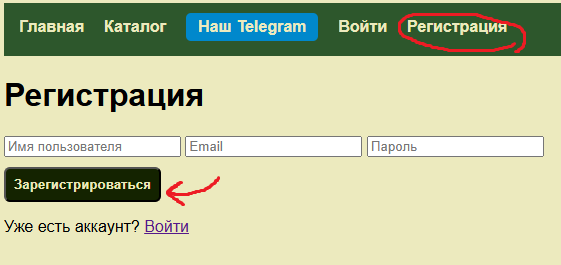 Главная Каталог Наш Telegram Войти Регистрация
Регистрация
Имя пользователя Email Пароль
Зарегистрироваться
Уже есть аккаунт? Войти